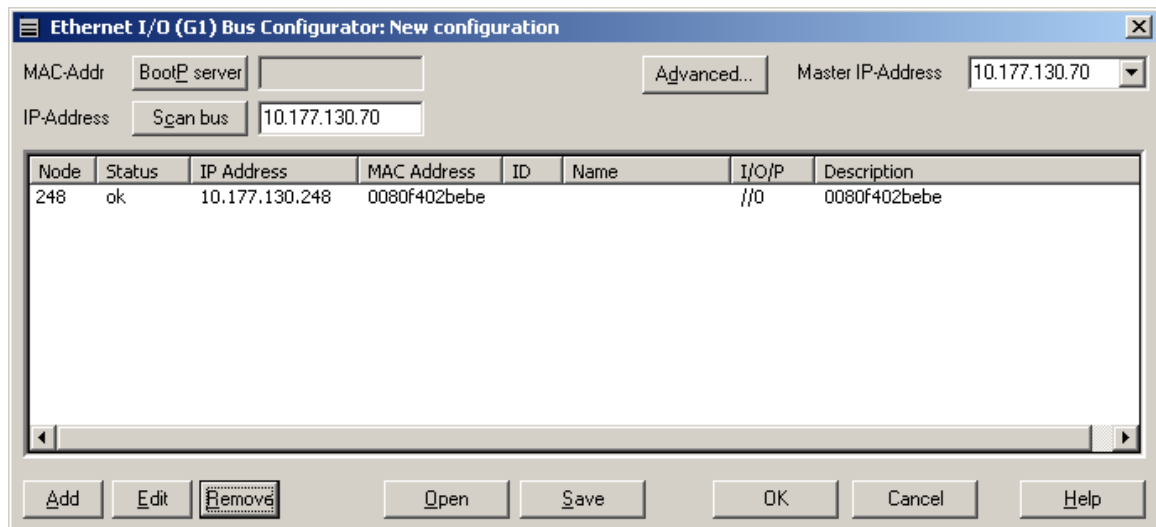 Ethernet I/O (G1) Bus Configurator: New configuration
MAC-Addr BootP server Advanced... Master IP-Address 10.177.130.70
IP-Address Scan bus 10.177.130.70
Node Status IP Address MAC Address ID Name I/O/P Description
248 ok 10.177.130.248 0080f402bebe //0 0080f402bebe
Add Edit Remove Open Save OK Cancel Help